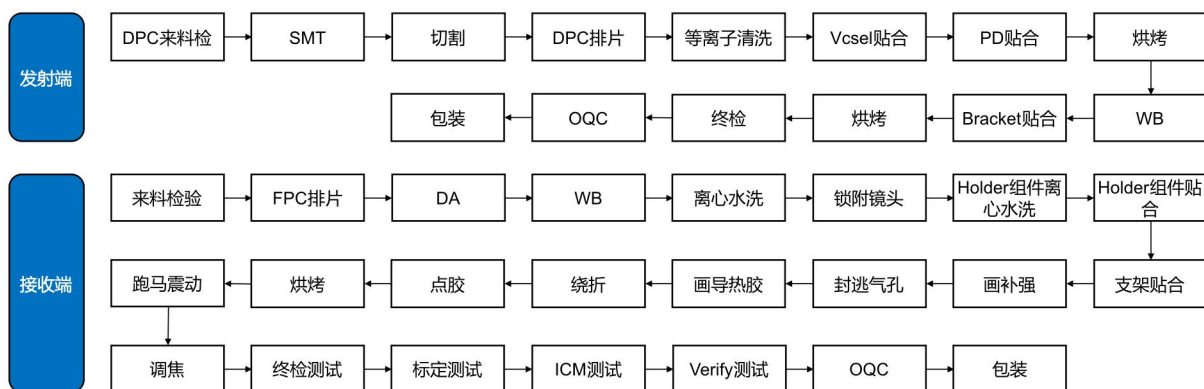 发射端
DPC来料检
SMT
切割
DPC排片
等离子清洗
Vcsel贴合
PD贴合
烘烤
包装
OQC
终检
烘烤
Bracket贴合
WB
接收端
来料检验
FPC排片
DA
WB
离心水洗
锁附镜头
Holder组件离
心水洗
Holder组件贴
合
跑马震动
烘烤
点胶
绕折
画导热胶
封逃气孔
画补强
支架贴合
调焦
终检测试
标定测试
ICM测试
Verify测试
OQC
包装